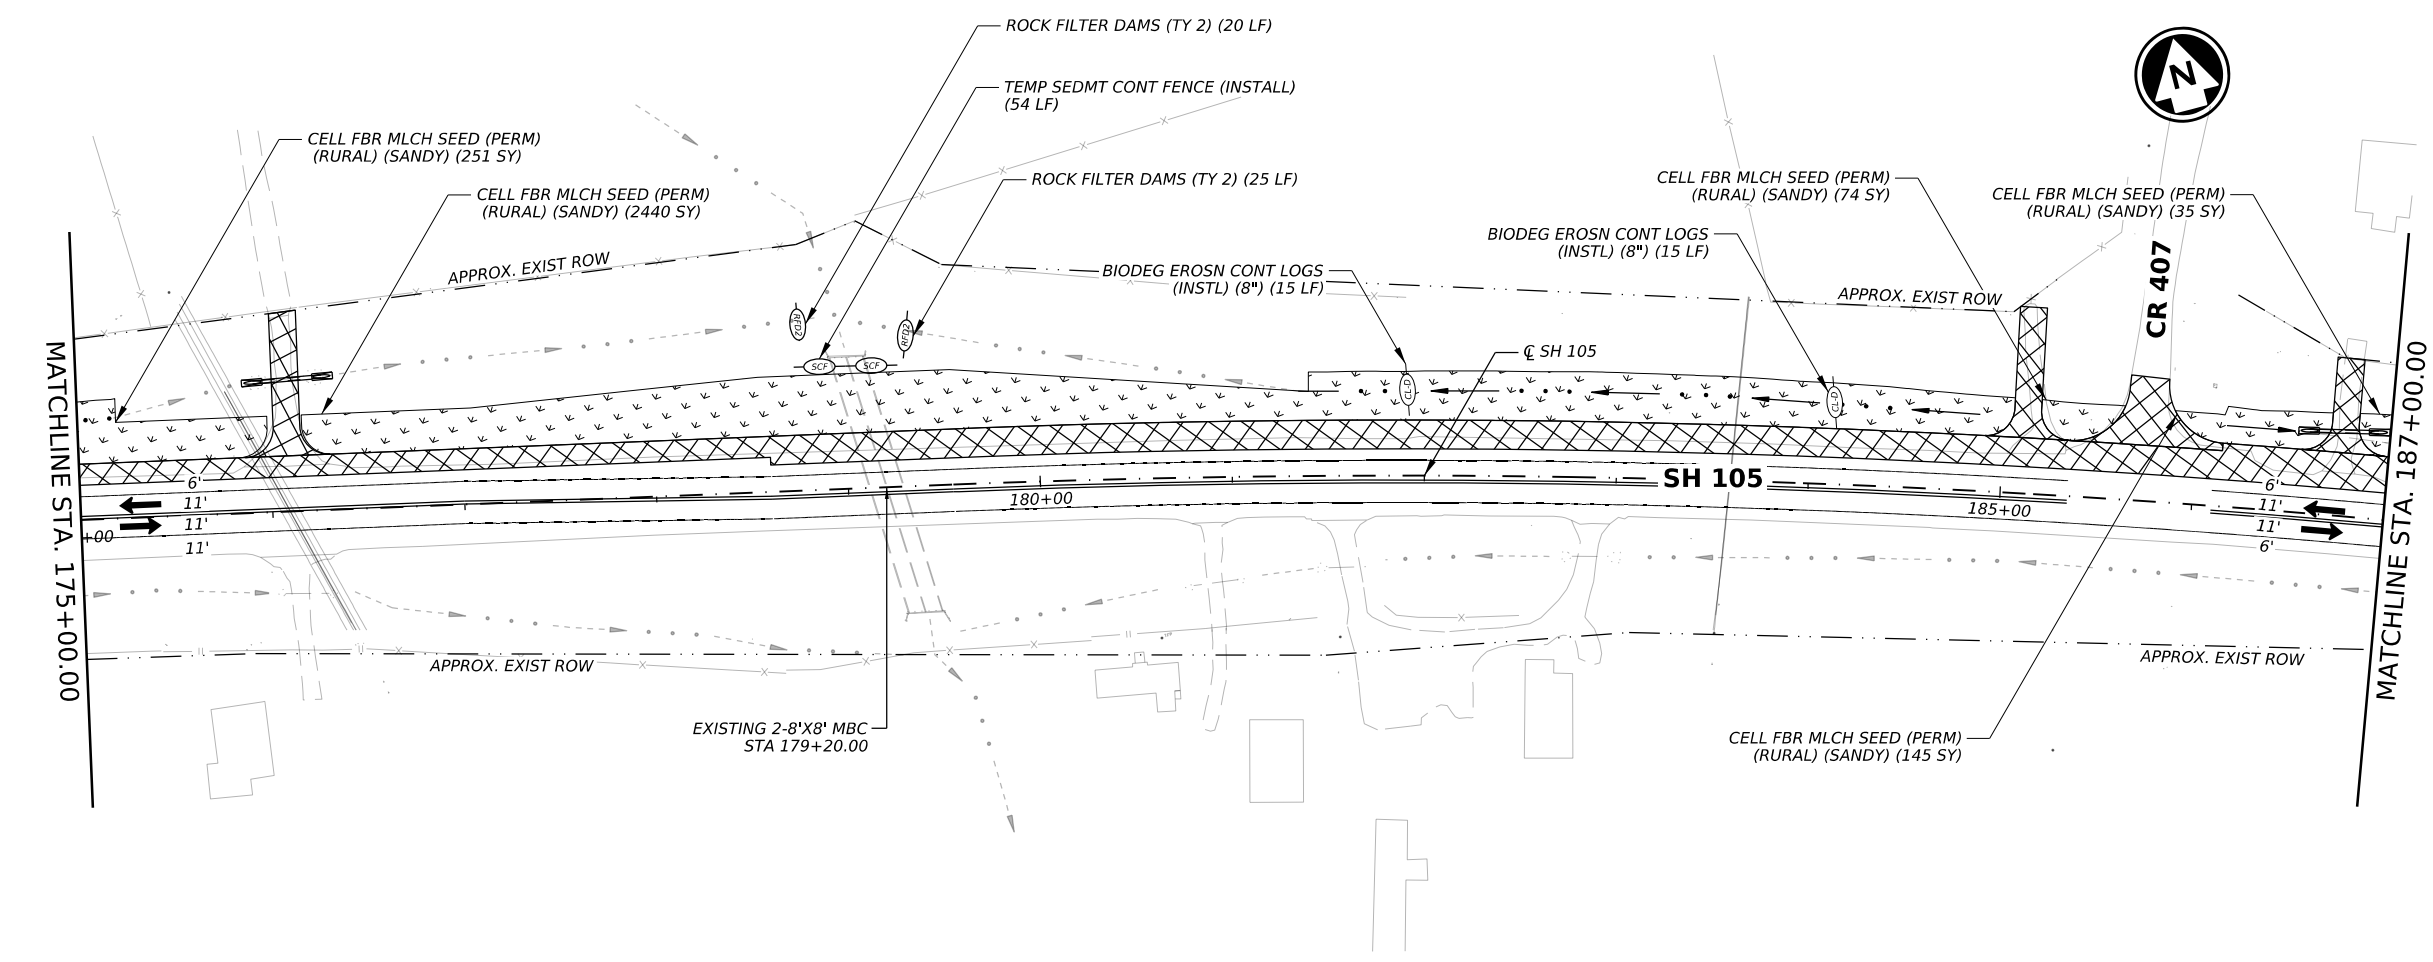 ROCK FILTER DAMS (TY 2) (20 LF)
TEMP SEDMT CONT FENCE (INSTALL)
(54 LF)
N
CELL FBR MLCH SEED (PERM)
(RURAL) (SANDY) (251 SY)
CELL FBR MLCH SEED (PERM)
(RURAL) (SANDY) (2440 SY)
ROCK FILTER DAMS (TY 2) (25 LF)
CELL FBR MLCH SEED (PERM)
(RURAL) (SANDY) (74 SY)
CELL FBR MLCH SEED (PERM)
(RURAL) (SANDY) (35 SY)
BIODEG EROSN CONT LOGS
(INSTL) (8") (15 LF)
BIODEG EROSN CONT LOGS
(INSTL) (8") (15 LF)
APPROX. EXIST ROW
APPROX. EXIST ROW
CR 407
RFD2
RFD2
SCF
SCF
CL-D
CL-D
℄ SH 105
SH 105
MATCHLINE STA. 175+00.00
MATCHLINE STA. 187+00.00
6'
11'
11'
11'
+00
180+00
185+00
6'
11'
11'
6'
APPROX. EXIST ROW
APPROX. EXIST ROW
EXISTING 2-8'X8' MBC
STA 179+20.00
CELL FBR MLCH SEED (PERM)
(RURAL) (SANDY) (145 SY)